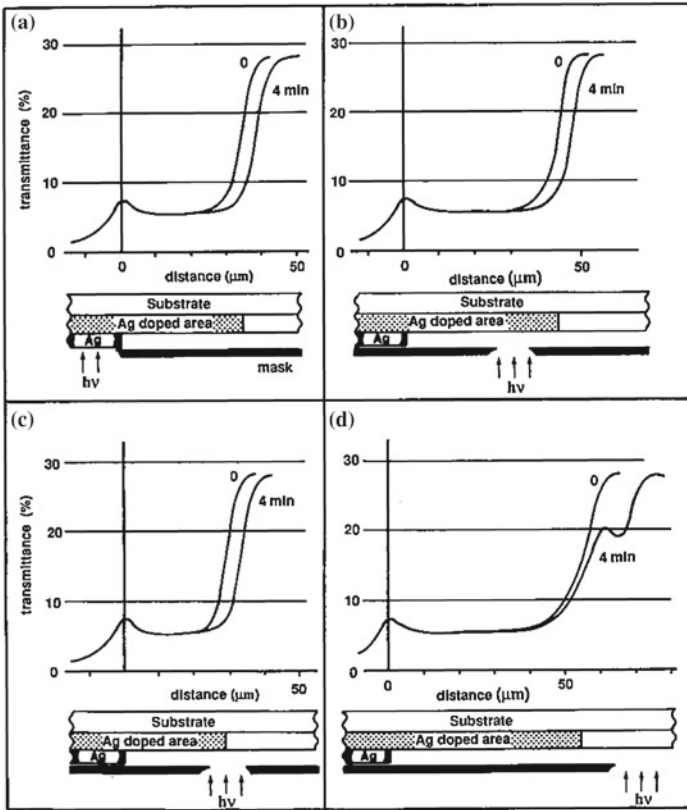 (a)
30
20
10
0
transmittance (%)
0
4 min
0
50
distance (μm)
Substrate
Ag doped area
Ag
mask
hν
(b)
30
20
10
0
0
4 min
0
50
distance (μm)
Substrate
Ag doped area
Ag
hν
(c)
30
20
10
0
transmittance (%)
0
4 min
50
distance (μm)
Substrate
Ag doped area
Ag
hν
(d)
30
20
10
0
0
4 min
0
50
distance (μm)
Substrate
Ag doped area
Ag
hν